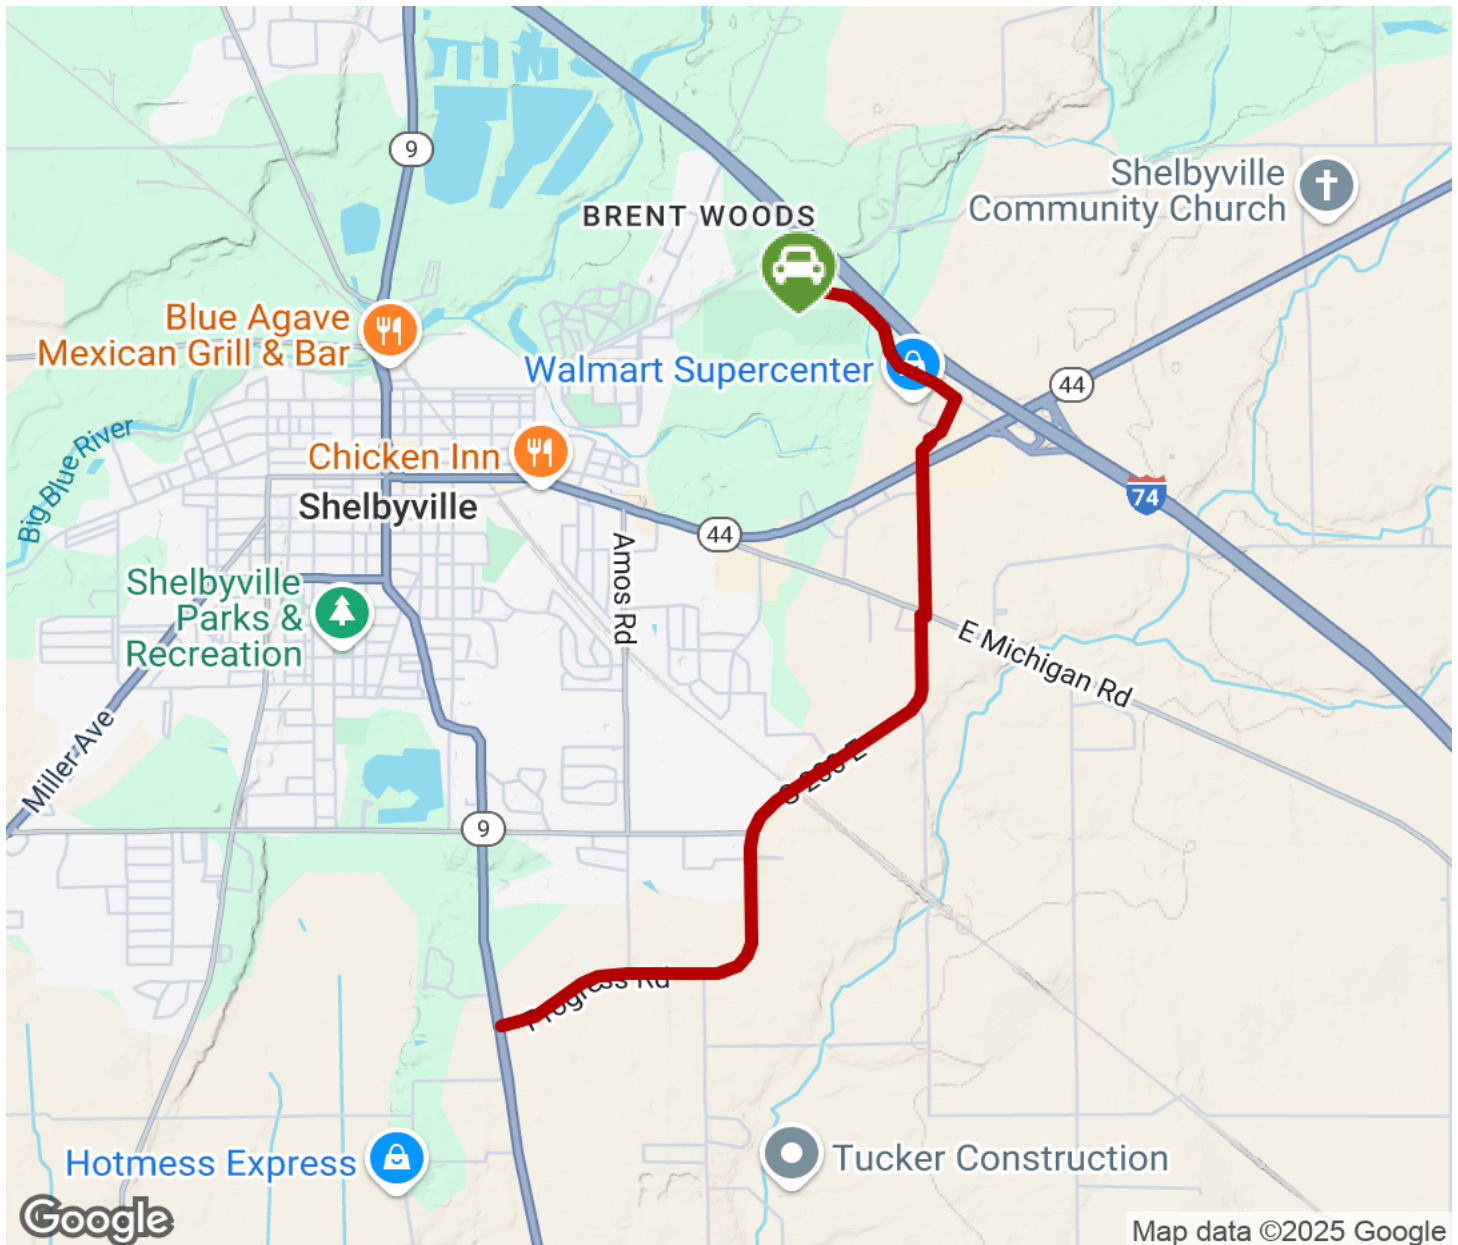 9
BRENT WOODS
Shelbyville
Community Church
Blue Agave
Mexican Grill & Bar
Walmart Supercenter
44
Big Blue River
Chicken Inn
Shelbyville
74
44
Amos Rd
Shelbyville
Parks &
Recreation
E Michigan Rd
Miller Ave
9
Progress Rd
Hotmess Express
Tucker Construction
Google
Map data ©2025 Google